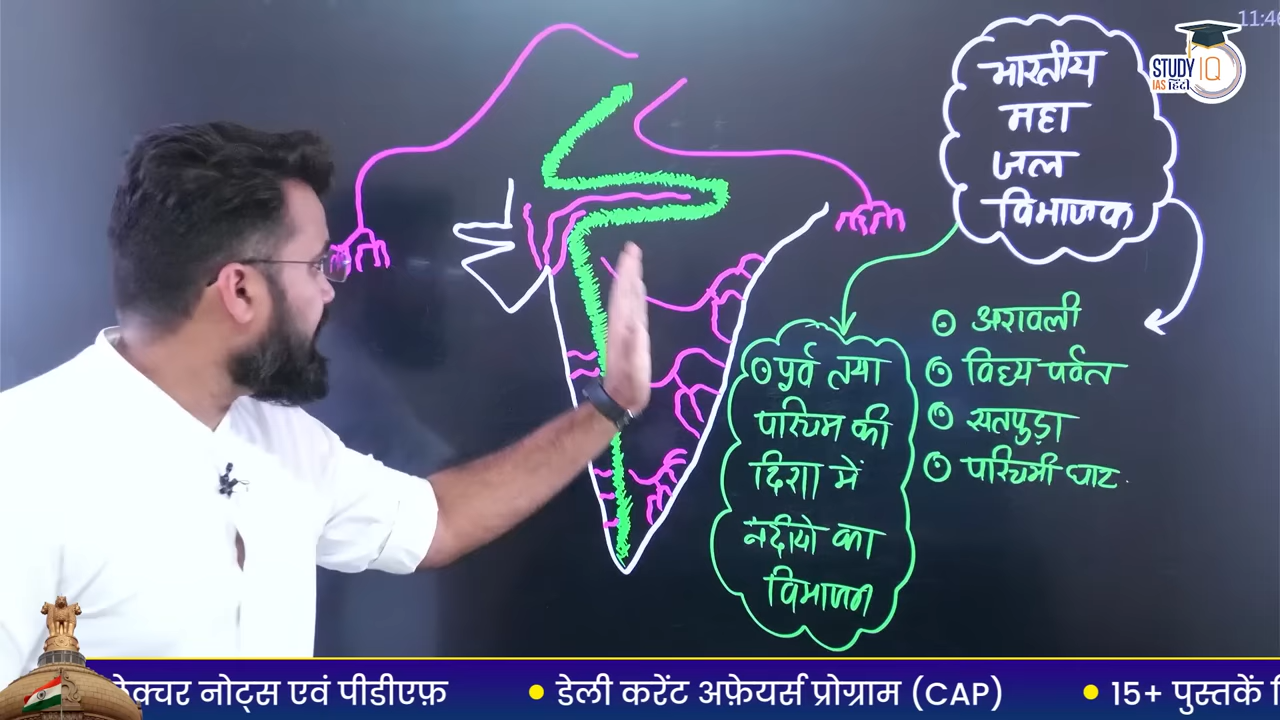 11:46
STUDY IQ
IAS हिंदी
भारतीय
महा
जल
विभाजक
अरावली
विंध्य पर्वत
सतपुड़ा
पश्चिमी घाट
पूर्व तथा
पश्चिम की
दिशा में
नदीयो का
विभाजन
लेक्चर नोट्स एवं पीडीएफ़ • डेली करेंट अफ़ेयर्स प्रोग्राम (CAP) • 15+ पुस्तकें